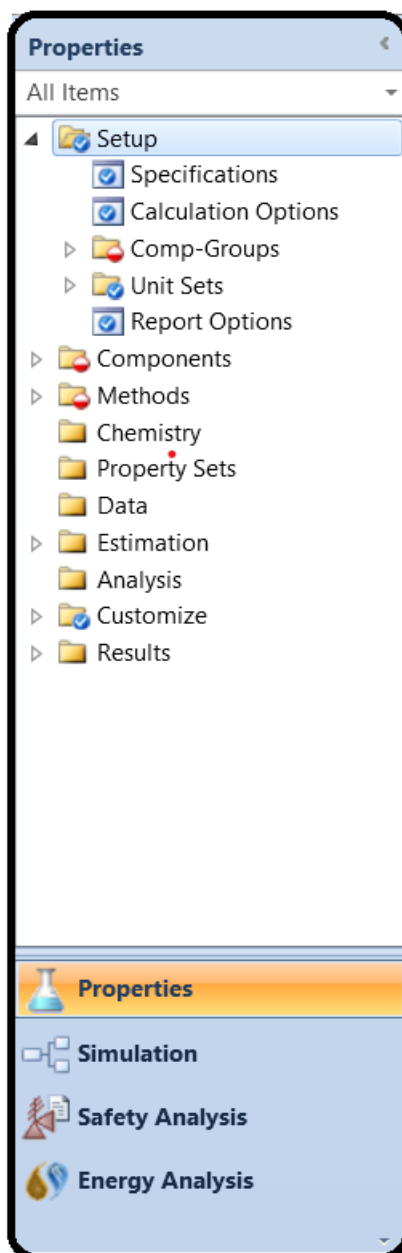 Properties
All Items
Setup
Specifications
Calculation Options
Comp-Groups
Unit Sets
Report Options
Components
Methods
Chemistry
Property Sets
Data
Estimation
Analysis
Customize
Results
Properties
Simulation
Safety Analysis
Energy Analysis